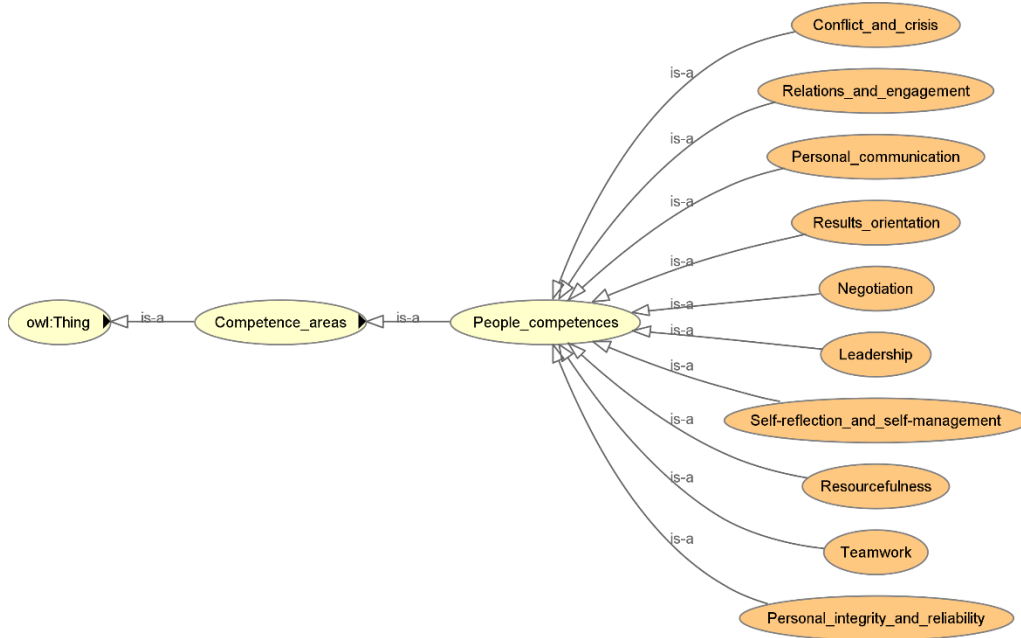 Conflict_and_crisis
is-a
Relations_and_engagement
is-a
Personal_communication
is-a
Results_orientation
is-a
Negotiation
is-a
owl:Thing
is-a
Competence_areas
is-a
People_competences
is-a
Leadership
is-a
Self-reflection_and_self-management
is-a
Resourcefulness
is-a
Teamwork
is-a
Personal_integrity_and_reliability